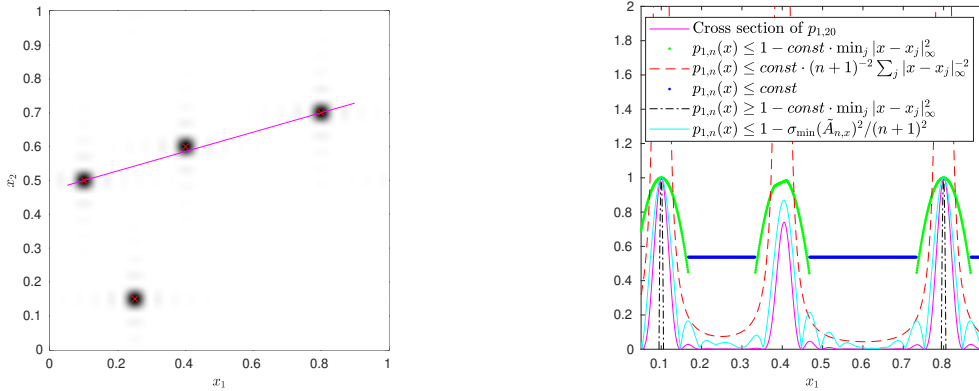 1
0.9
0.8
0.7
0.6
0.5
0.4
0.3
0.2
0.1
0
x₂
0 0.2 0.4 0.6 0.8 1
x₁
2
1.8
1.6
1.4
1.2
1
0.8
0.6
0.4
0.2
0
Cross section of p₁,₂₀
p₁,ₙ(x) ≤ 1 − const · minⱼ |x − xⱼ|²_∞
p₁,ₙ(x) ≤ const · (n + 1)⁻² ∑ⱼ |x − xⱼ|⁻²_∞
p₁,ₙ(x) ≤ const
p₁,ₙ(x) ≥ 1 − const · minⱼ |x − xⱼ|²_∞
p₁,ₙ(x) ≤ 1 − σ_min(Ã_n,x)²/(n + 1)²
0.1 0.2 0.3 0.4 0.5 0.6 0.7 0.8
x₁